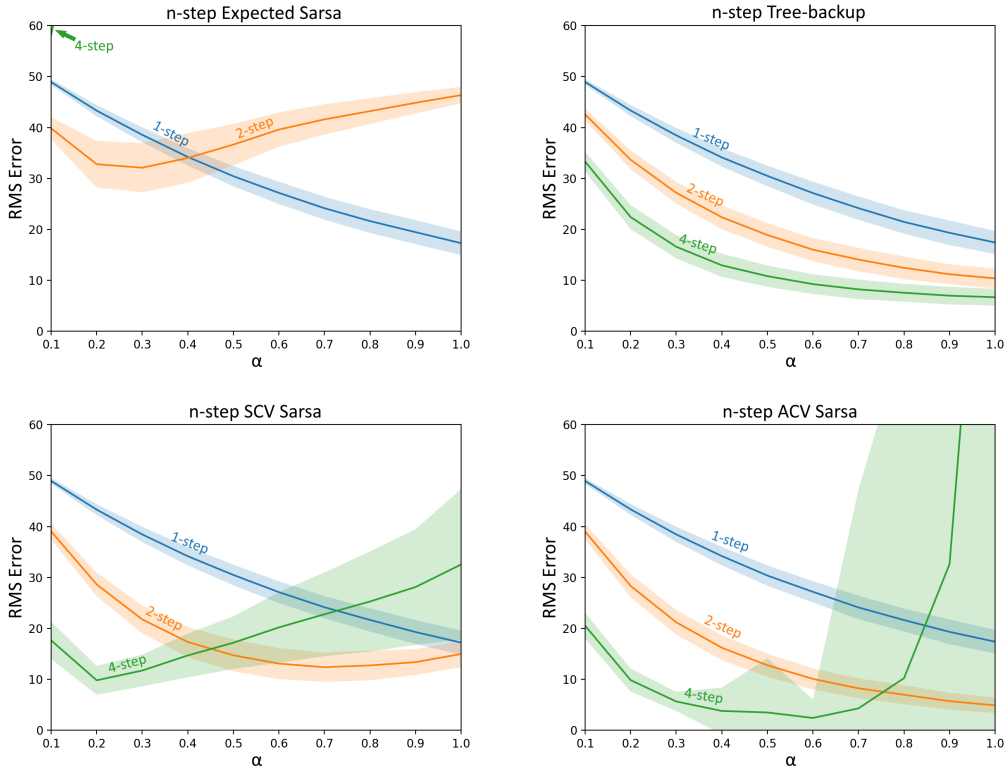 n-step Expected Sarsa
60
50
40
30
20
10
0
RMS Error
4-step
1-step
2-step
0.1 0.2 0.3 0.4 0.5 0.6 0.7 0.8 0.9 1.0
α
n-step Tree-backup
60
50
40
30
20
10
0
RMS Error
1-step
2-step
4-step
0.1 0.2 0.3 0.4 0.5 0.6 0.7 0.8 0.9 1.0
α
n-step SCV Sarsa
60
50
40
30
20
10
0
RMS Error
1-step
2-step
4-step
0.1 0.2 0.3 0.4 0.5 0.6 0.7 0.8 0.9 1.0
α
n-step ACV Sarsa
60
50
40
30
20
10
0
RMS Error
1-step
2-step
4-step
0.1 0.2 0.3 0.4 0.5 0.6 0.7 0.8 0.9 1.0
α